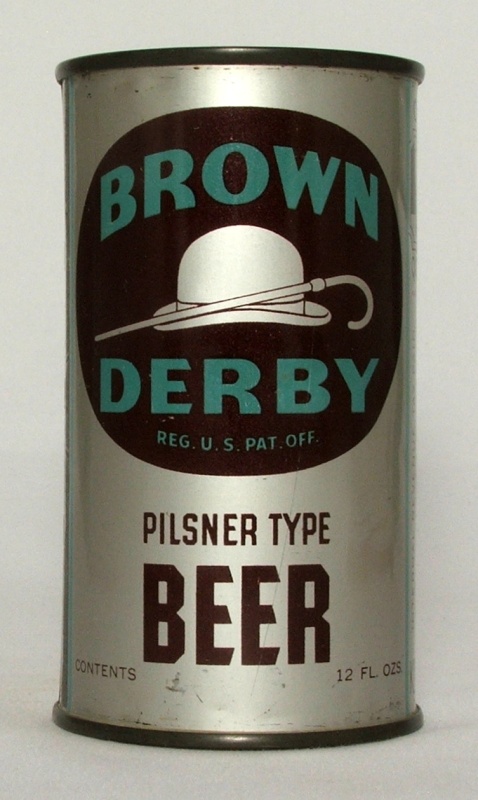 BROWN
DERBY
REG. U. S. PAT. OFF.
PILSNER TYPE
BEER
CONTENTS 12 FL. OZS.